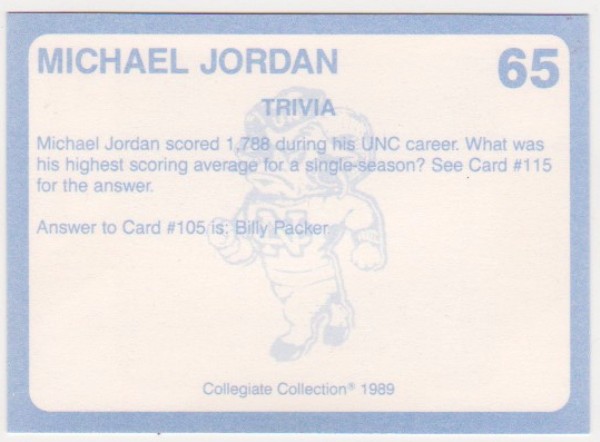 MICHAEL JORDAN 65
TRIVIA
Michael Jordan scored 1,788 during his UNC career. What was
his highest scoring average for a single-season? See Card #115
for the answer.
Answer to Card #105 is: Billy Packer
N
Collegiate Collection® 1989